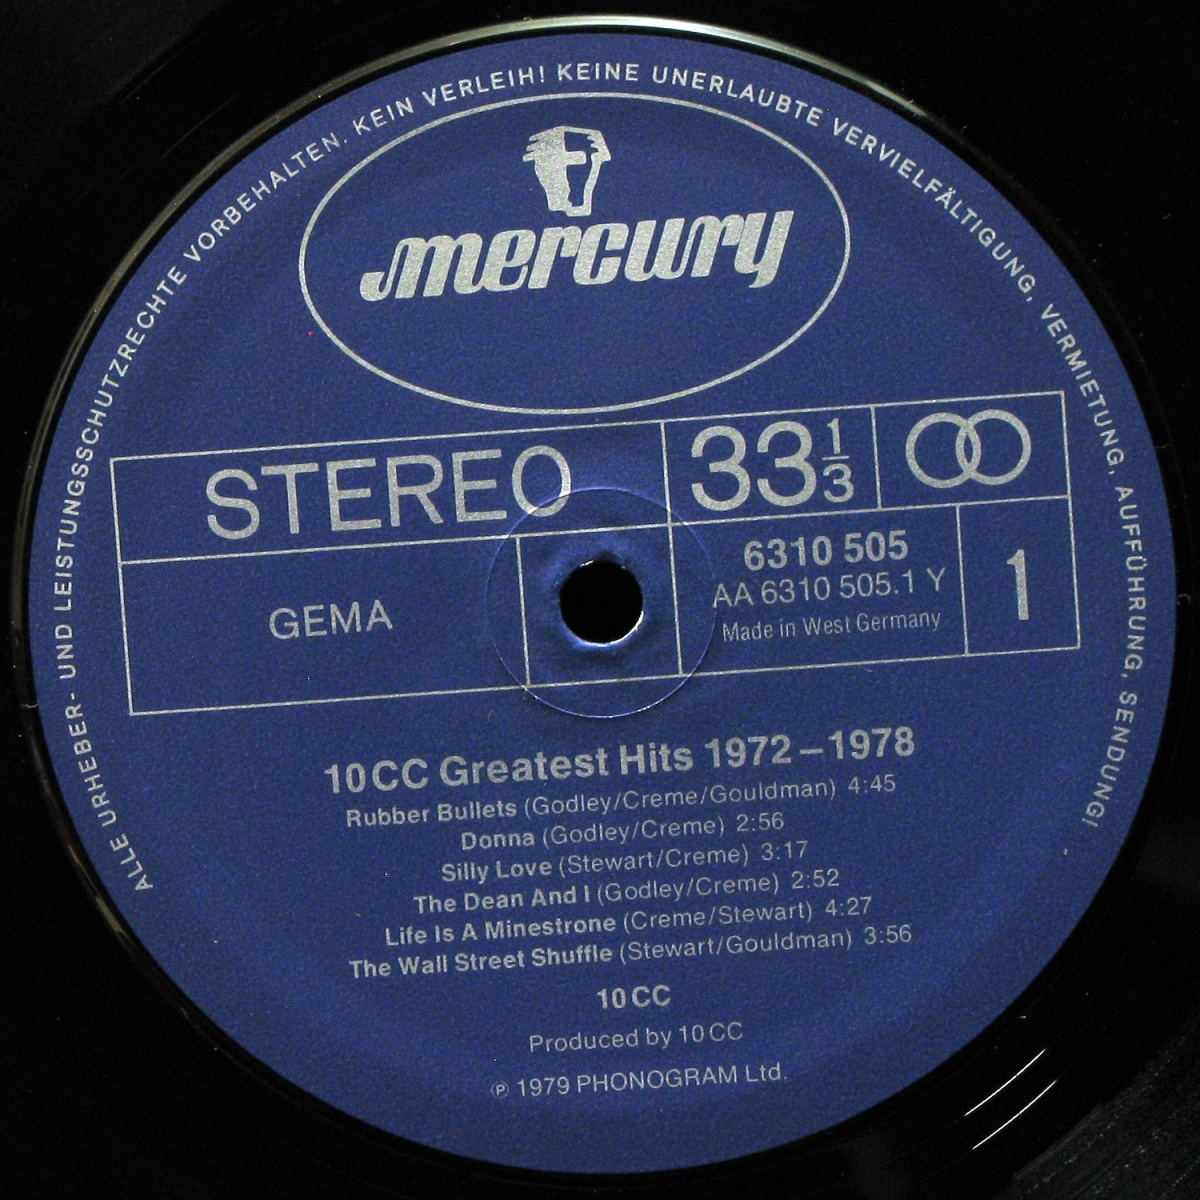 ALLE URHEBER- UND LEISTUNGSSCHUTZRECHTE VORBEHALTEN. KEIN VERLEIH! KEINE UNERLAUBTE VERVIELFÄLTIGUNG, VERMIETUNG, AUFFÜHRUNG, SENDUNG!
mercury
STEREO
33 1/3
GEMA
6310 505
AA 6310 505.1 Y
Made in West Germany
1
10CC Greatest Hits 1972–1978
Rubber Bullets (Godley/Creme/Gouldman) 4:45
Donna (Godley/Creme) 2:56
Silly Love (Stewart/Creme) 3:17
The Dean And I (Godley/Creme) 2:52
Life Is A Minestrone (Creme/Stewart) 4:27
The Wall Street Shuffle (Stewart/Gouldman) 3:56
10CC
Produced by 10CC
℗ 1979 PHONOGRAM Ltd.